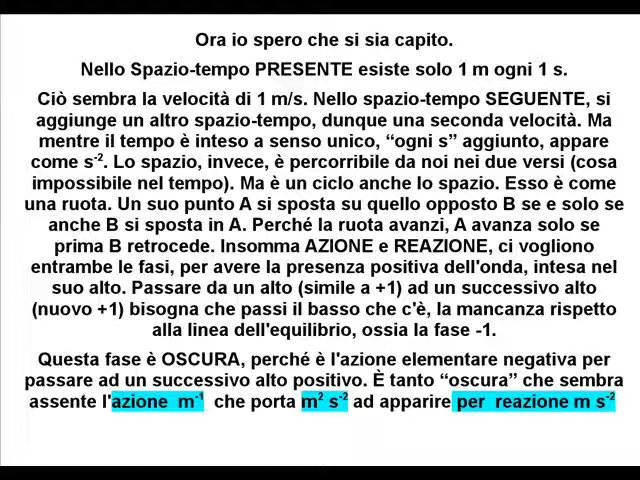 Ora io spero che si sia capito.
Nello Spazio-tempo PRESENTE esiste solo 1 m ogni 1 s.
Ciò sembra la velocità di 1 m/s. Nello spazio-tempo SEGUENTE, si
aggiunge un altro spazio-tempo, dunque una seconda velocità. Ma
mentre il tempo è inteso a senso unico, “ogni s” aggiunto, appare
come s⁻². Lo spazio, invece, è percorribile da noi nei due versi (cosa
impossibile nel tempo). Ma è un ciclo anche lo spazio. Esso è come
una ruota. Un suo punto A si sposta su quello opposto B se e solo se
anche B si sposta in A. Perché la ruota avanzi, A avanza solo se
prima B retrocede. Insomma AZIONE e REAZIONE, ci vogliono
entrambe le fasi, per avere la presenza positiva dell'onda, intesa nel
suo alto. Passare da un alto (simile a +1) ad un successivo alto
(nuovo +1) bisogna che passi il basso che c'è, la mancanza rispetto
alla linea dell'equilibrio, ossia la fase -1.
Questa fase è OSCURA, perché è l'azione elementare negativa per
passare ad un successivo alto positivo. È tanto “oscura” che sembra
assente l'azione m⁻¹ che porta m² s⁻² ad apparire per reazione m s⁻²